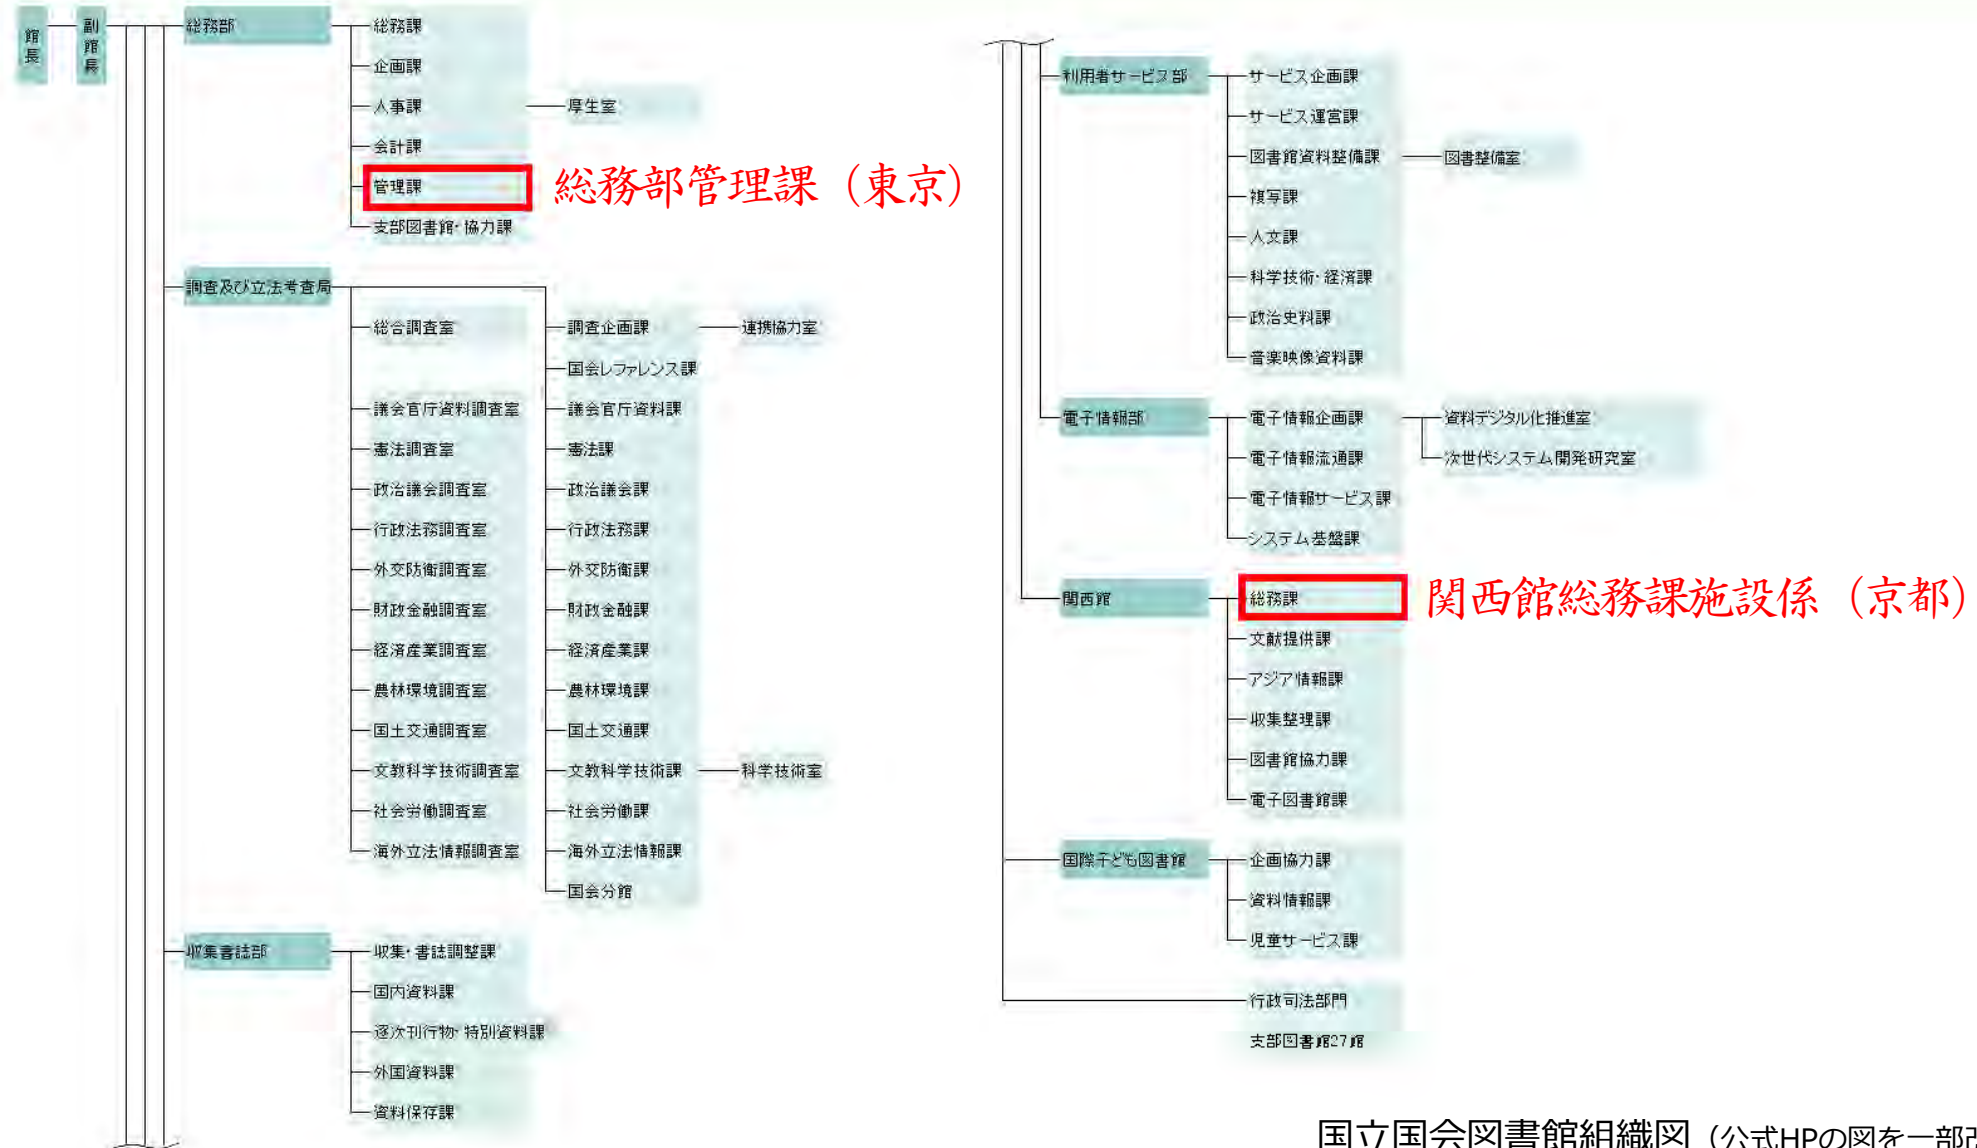 館長
副館長
総務部
総務課
企画課
人事課
厚生室
会計課
管理課
総務部管理課（東京）
支部図書館・協力課
調査及び立法考査局
総合調査室
調査企画課
連携協力室
国会レファレンス課
議会官庁資料調査室
議会官庁資料課
憲法調査室
憲法課
政治議会調査室
政治議会課
行政法務調査室
行政法務課
外交防衛調査室
外交防衛課
財政金融調査室
財政金融課
経済産業調査室
経済産業課
農林環境調査室
農林環境課
国土交通調査室
国土交通課
文教科学技術調査室
文教科学技術課
科学技術室
社会労働調査室
社会労働課
海外立法情報調査室
海外立法情報課
国会分館
収集書誌部
収集・書誌調整課
国内資料課
逐次刊行物・特別資料課
外国資料課
資料保存課
利用者サービス部
サービス企画課
サービス運営課
図書館資料整備課
図書整備室
複写課
人文課
科学技術・経済課
政治史料課
音楽映像資料課
電子情報部
電子情報企画課
資料デジタル化推進室
電子情報流通課
次世代システム開発研究室
電子情報サービス課
システム基盤課
関西館
総務課
関西館総務課施設係（京都）
文献提供課
アジア情報課
収集整理課
図書館協力課
電子図書館課
国際子ども図書館
企画協力課
資料情報課
児童サービス課
行政司法部門
支部図書館27館
国立国会図書館組織図（公式HPの図を一部